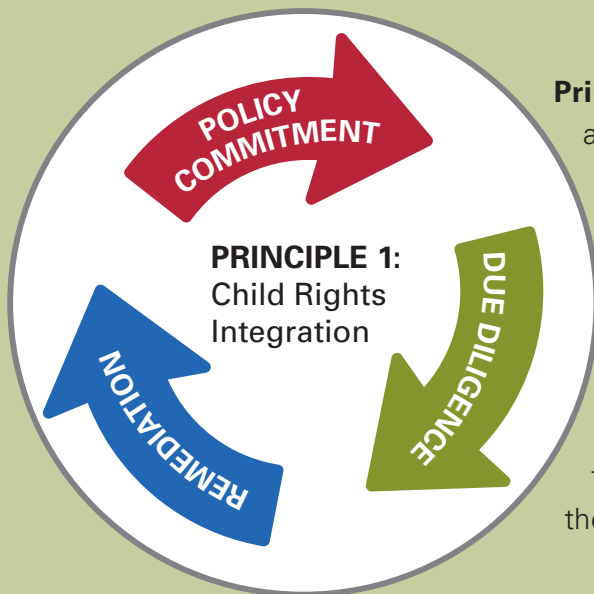 POLICY
COMMITMENT
PRINCIPLE 1:
Child Rights
Integration
DUE DILIGENCE
REMEDIATION
Pri
a
the